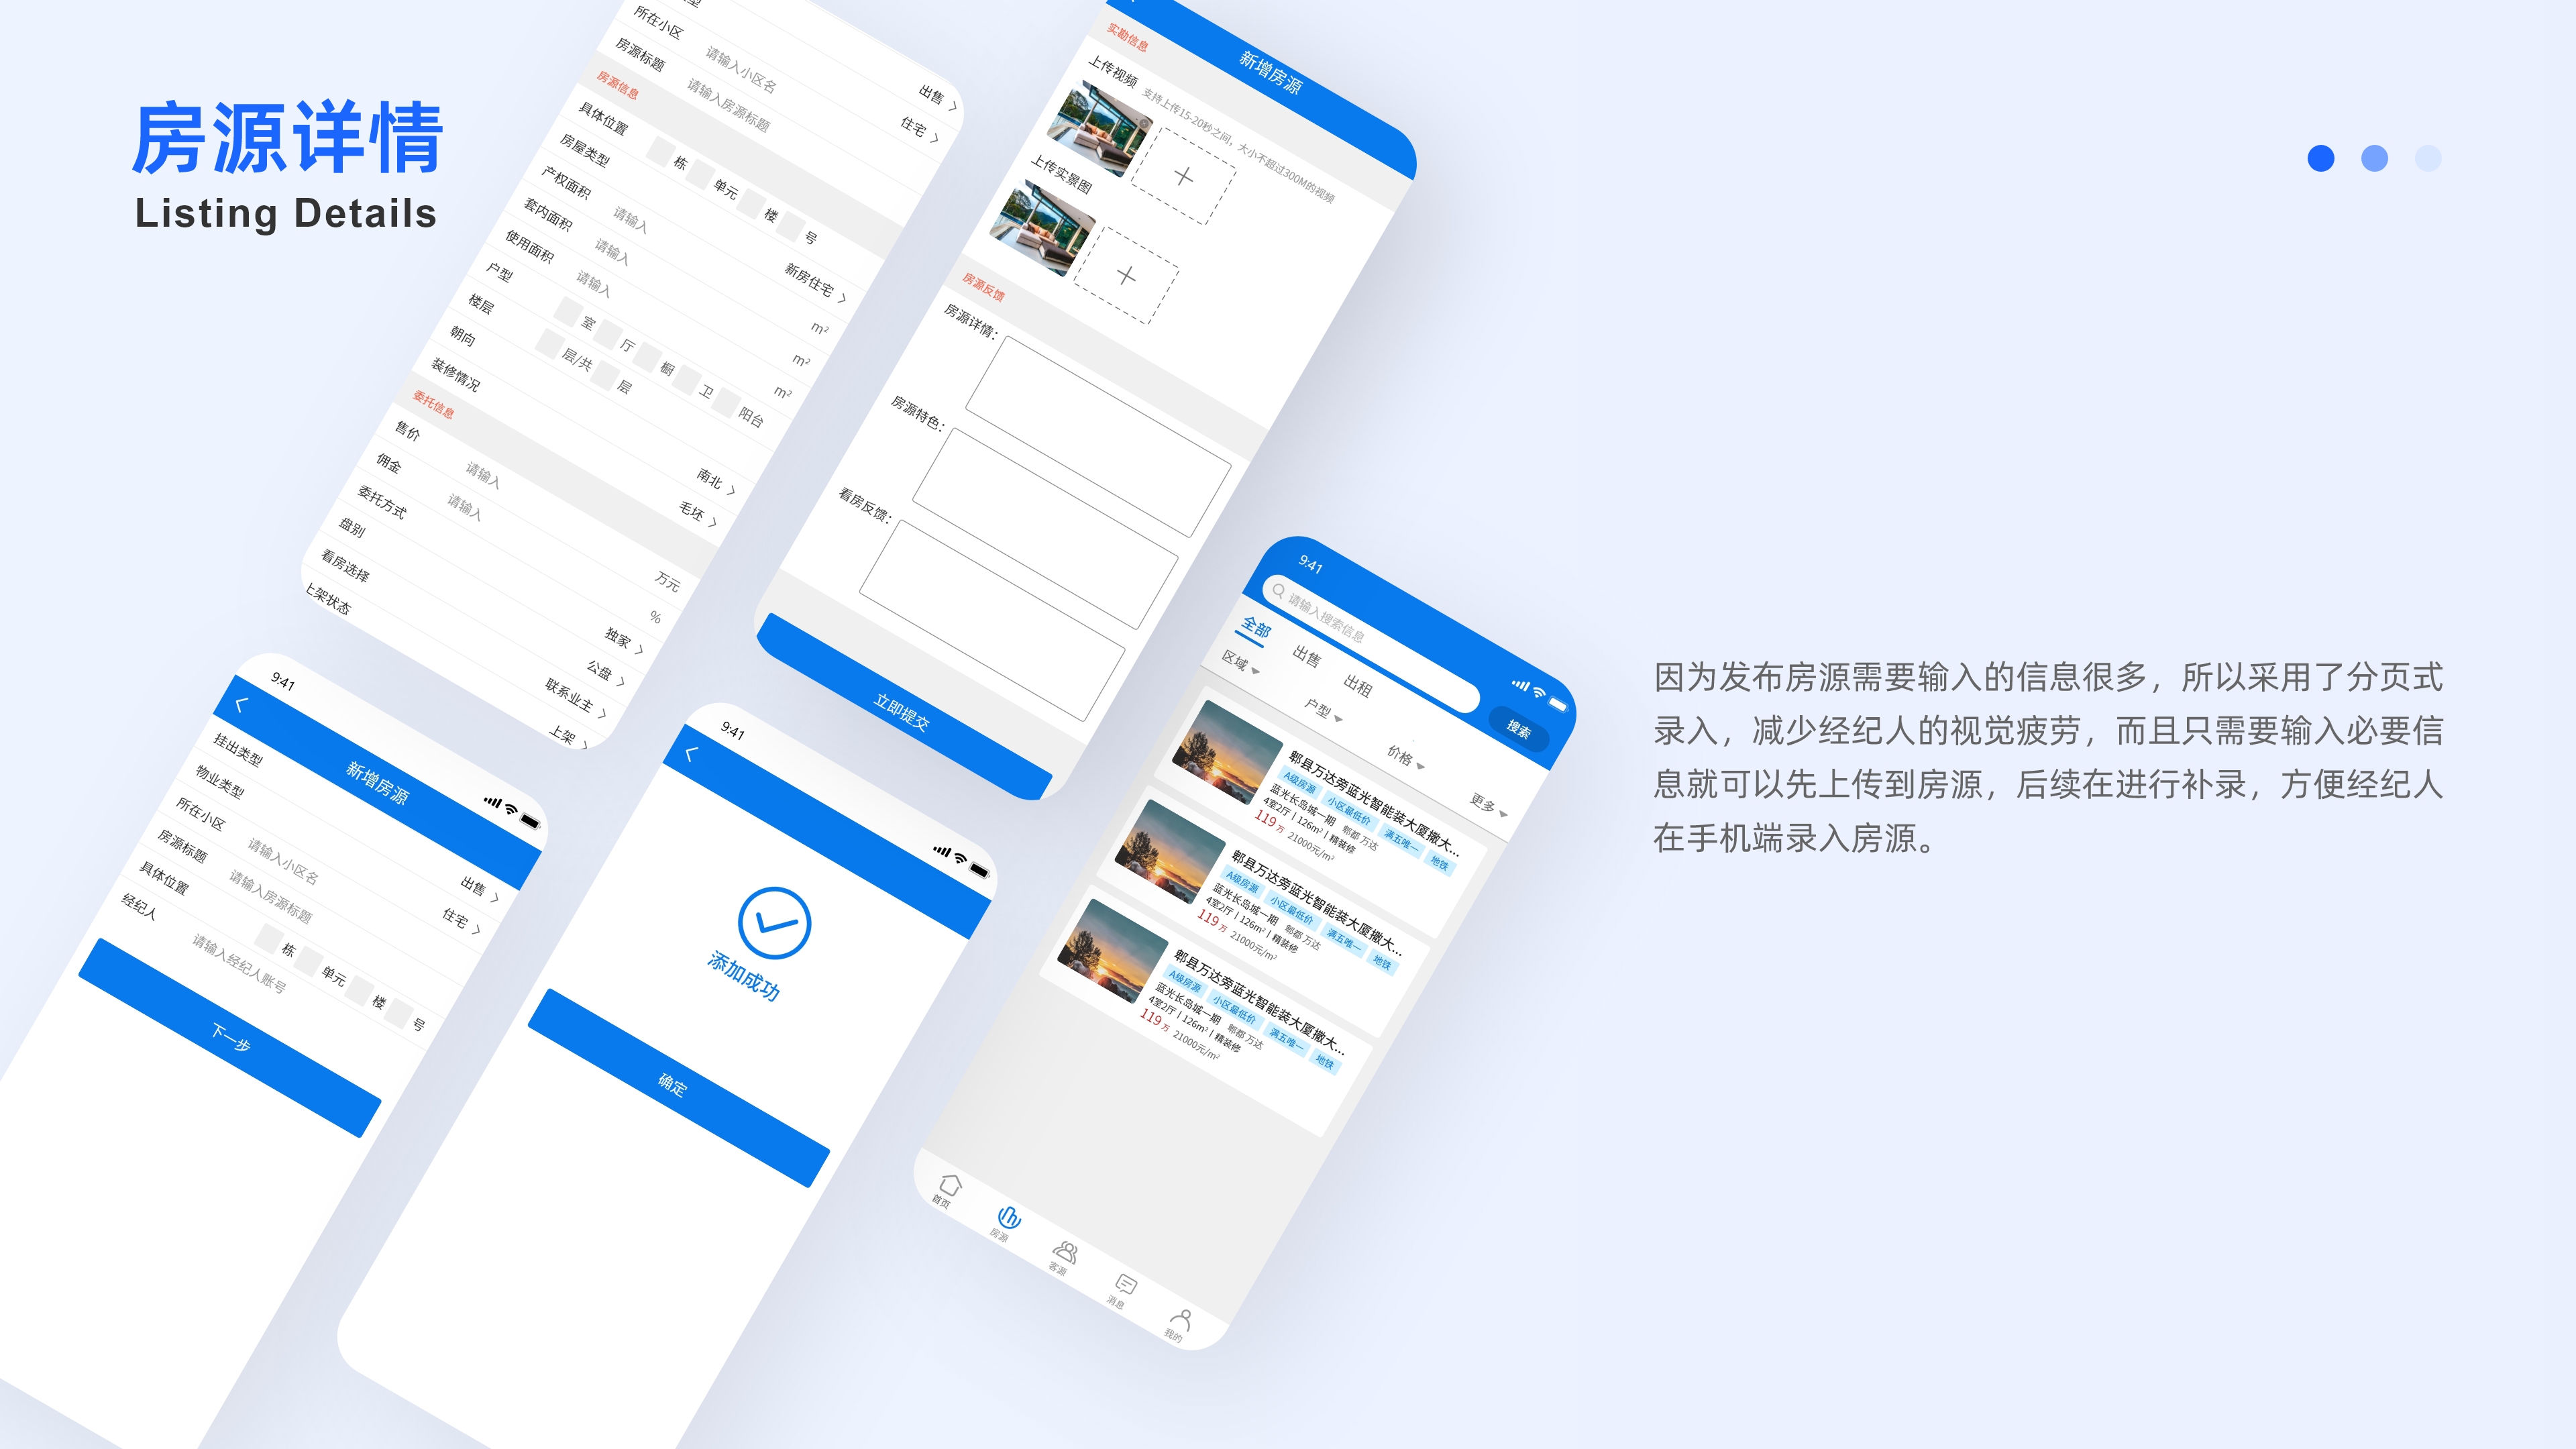 房源详情
Listing Details
所在小区 请输入小区名 出售
房源标题 请输入房源标题 住宅
房源信息
具体位置 栋 单元 楼 号
房屋类型 新房住宅
产权面积 请输入 m²
套内面积 请输入 m²
使用面积 请输入 m²
户型 室 厅 橱 卫 阳台
楼层 层/共 层
朝向 南北
装修情况 毛坯
委托信息
售价 请输入 万元
佣金 请输入 %
委托方式 独家
盘别 公盘
看房选择 联系业主
上架状态 上架
新增房源
实勘信息
上传视频 支持上传15-20秒之间，大小不超过300M的视频
上传实景图
房源反馈
房源详情：
房源特色：
看房反馈：
立即提交
9:41
新增房源
挂出类型 出售
物业类型 住宅
所在小区 请输入小区名
房源标题 请输入房源标题
具体位置 栋 单元 楼 号
经纪人 请输入经纪人账号
下一步
9:41
添加成功
确定
9:41
请输入搜索信息 搜索
全部 出售 出租
区域 户型 价格 更多
郫县万达旁蓝光智能装大厦撤大...
A级房源 小区最低价 满五唯一 地铁
蓝光长岛城一期 郫都 万达
4室2厅 | 126m² | 精装修
119万 21000元/m²
郫县万达旁蓝光智能装大厦撤大...
A级房源 小区最低价 满五唯一 地铁
蓝光长岛城一期 郫都 万达
4室2厅 | 126m² | 精装修
119万 21000元/m²
郫县万达旁蓝光智能装大厦撤大...
A级房源 小区最低价 满五唯一 地铁
蓝光长岛城一期 郫都 万达
4室2厅 | 126m² | 精装修
119万 21000元/m²
首页 房源 客源 消息 我的
因为发布房源需要输入的信息很多，所以采用了分页式
录入，减少经纪人的视觉疲劳，而且只需要输入必要信
息就可以先上传到房源，后续在进行补录，方便经纪人
在手机端录入房源。